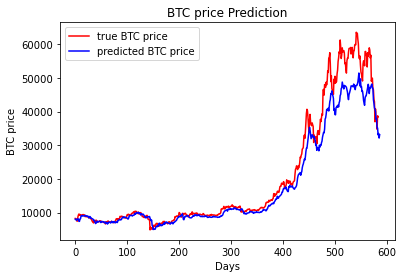 BTC price Prediction
true BTC price
predicted BTC price
60000
50000
40000
30000
20000
10000
BTC price
0 100 200 300 400 500 600
Days